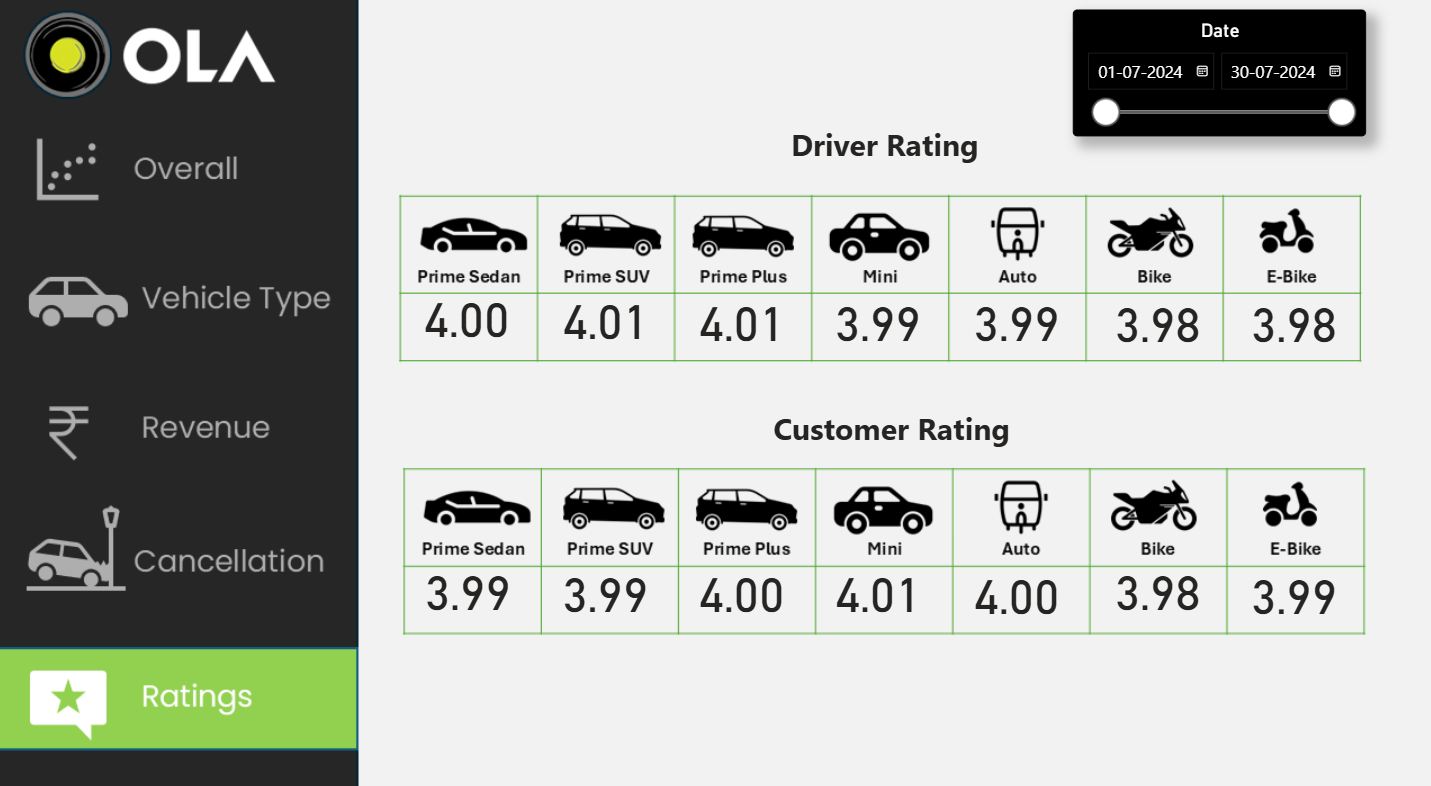 OLA
Overall
Vehicle Type
Revenue
Cancellation
Ratings
Date
01-07-2024 30-07-2024
Driver Rating
Prime Sedan Prime SUV Prime Plus Mini Auto Bike E-Bike
4.00 4.01 4.01 3.99 3.99 3.98 3.98
Customer Rating
Prime Sedan Prime SUV Prime Plus Mini Auto Bike E-Bike
3.99 3.99 4.00 4.01 4.00 3.98 3.99